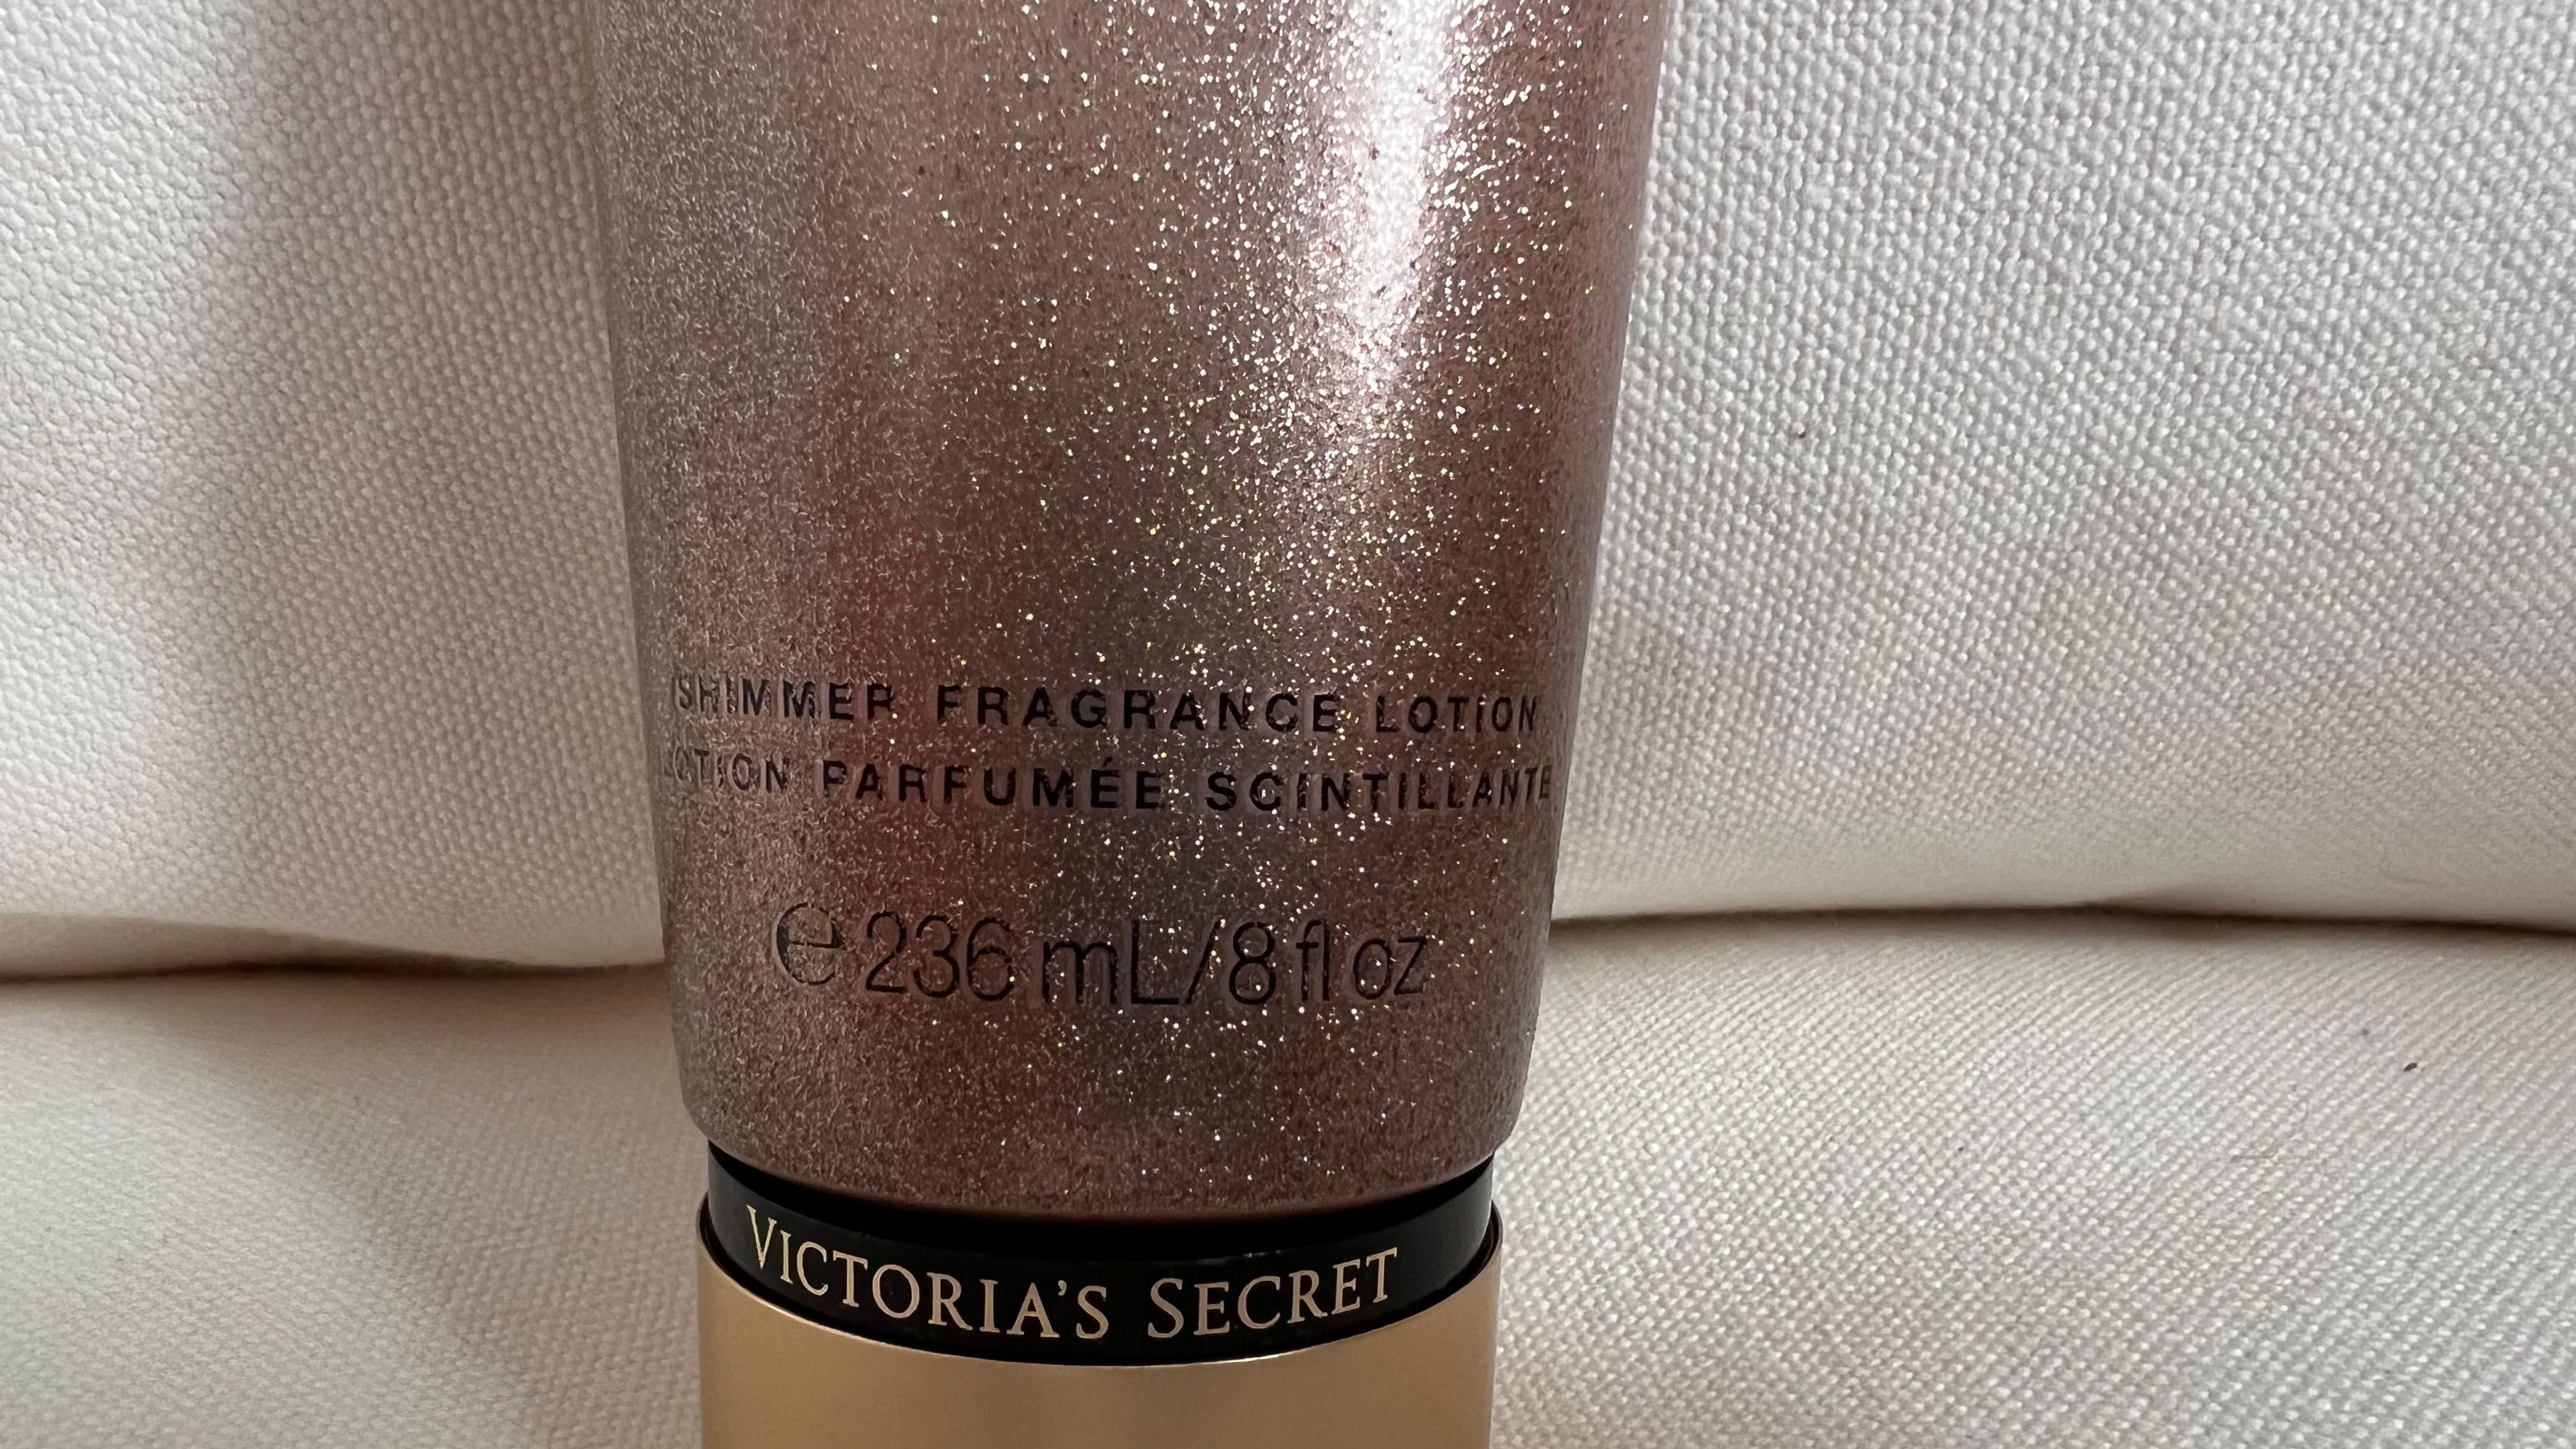 SHIMMER FRAGRANCE LOTION
LOTION PARFUMÉE SCINTILLANTE
℮ 236 mL/8 fl oz
VICTORIA'S SECRET